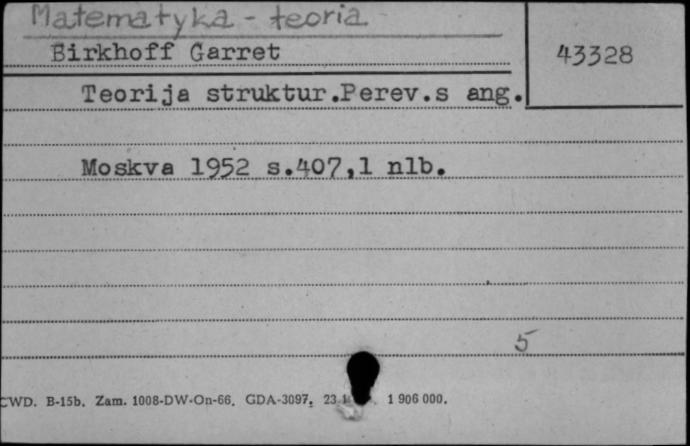 Matematyka - teoria
Birkhoff Garret
43328
Teorija struktur.Perev.s ang.
Moskva 1952 s.407,1 nlb.
5
CWD. B-15b. Zam. 1008-DW-On-66. GDA-3097. 23 1 906 000.